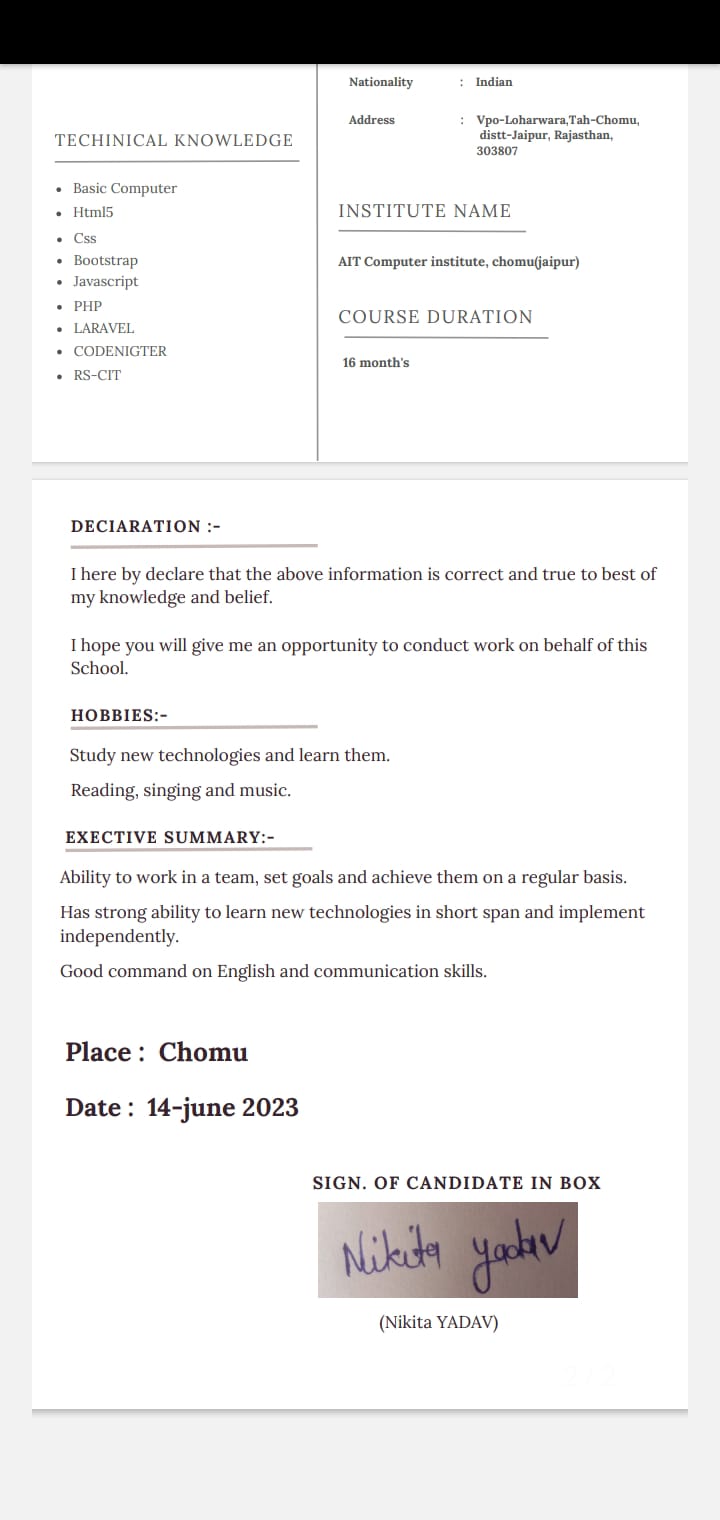 TECHINICAL KNOWLEDGE
• Basic Computer
• Html5
• Css
• Bootstrap
• Javascript
• PHP
• LARAVEL
• CODENIGTER
• RS-CIT
Nationality : Indian
Address : Vpo-Loharwara,Tah-Chomu,
distt-Jaipur, Rajasthan,
303807
INSTITUTE NAME
AIT Computer institute, chomu(jaipur)
COURSE DURATION
16 month's
DECIARATION :-
I here by declare that the above information is correct and true to best of
my knowledge and belief.
I hope you will give me an opportunity to conduct work on behalf of this
School.
HOBBIES:-
Study new technologies and learn them.
Reading, singing and music.
EXECTIVE SUMMARY:-
Ability to work in a team, set goals and achieve them on a regular basis.
Has strong ability to learn new technologies in short span and implement
independently.
Good command on English and communication skills.
Place : Chomu
Date : 14-june 2023
SIGN. OF CANDIDATE IN BOX
Nikita yadav
(Nikita YADAV)